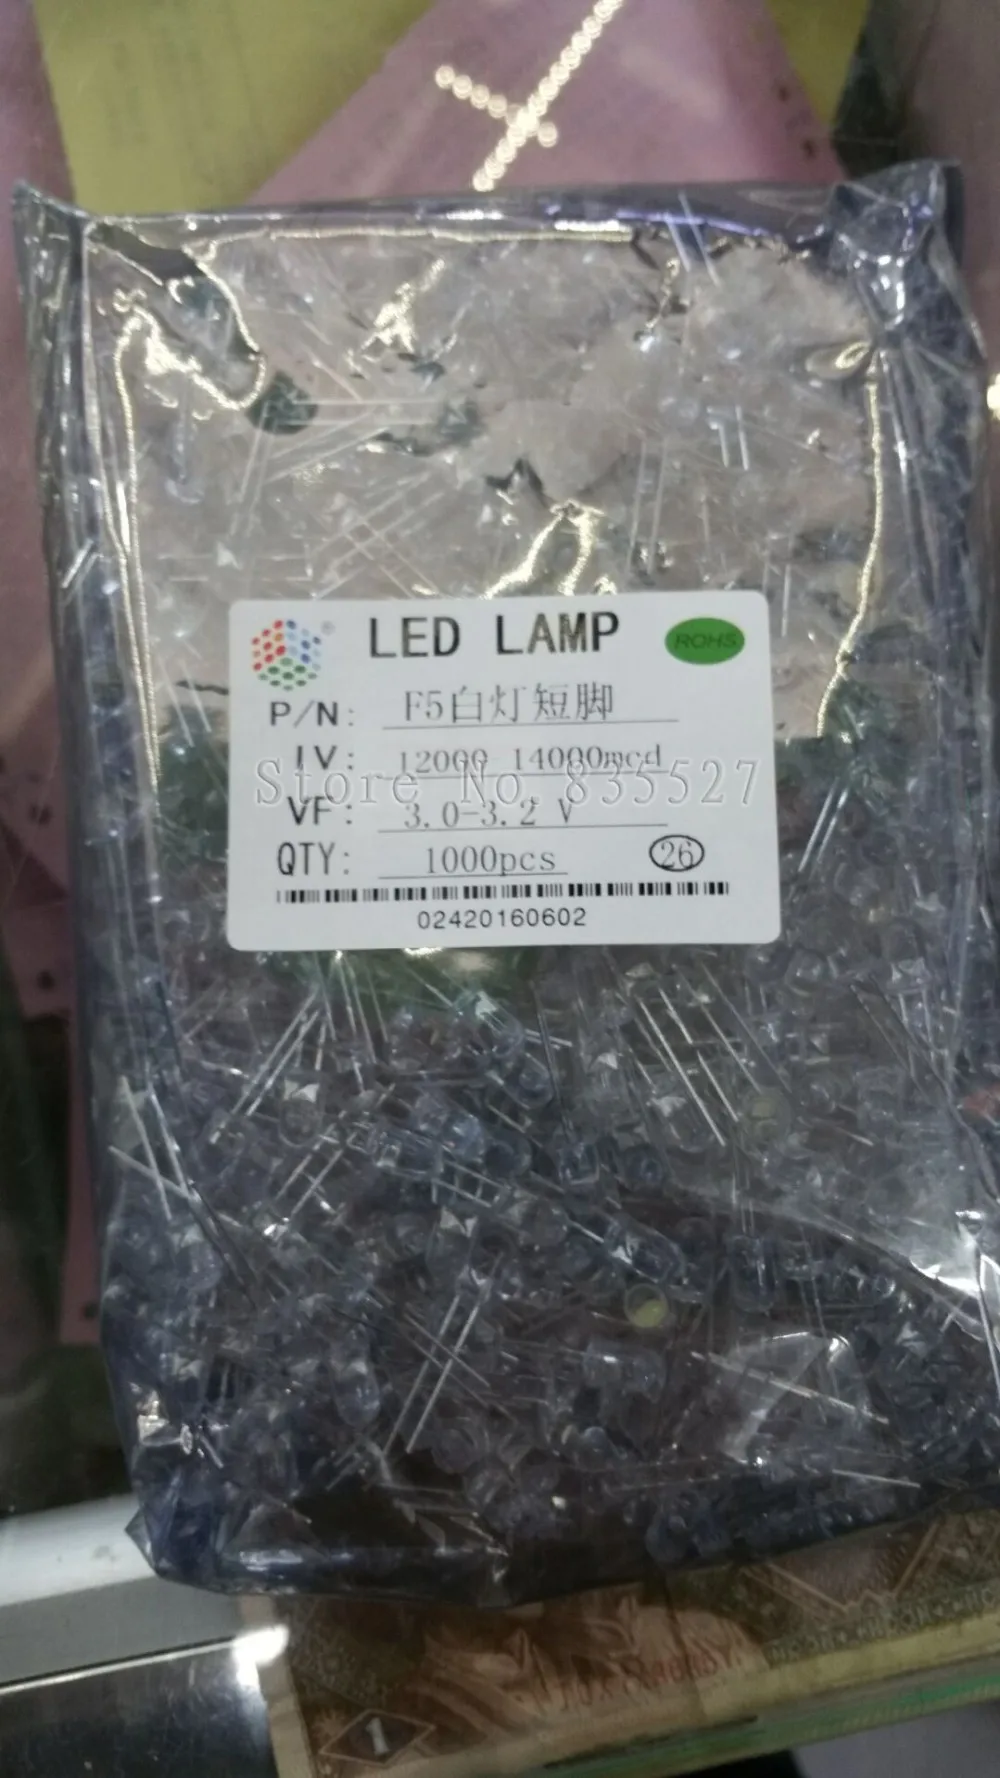 LED LAMP
®
ROHS
P/N: F5白灯短脚
IV: 12000-14000mcd
Store No.835527
VF: 3.0-3.2 V
QTY: 1000pcs 26
02420160602
1